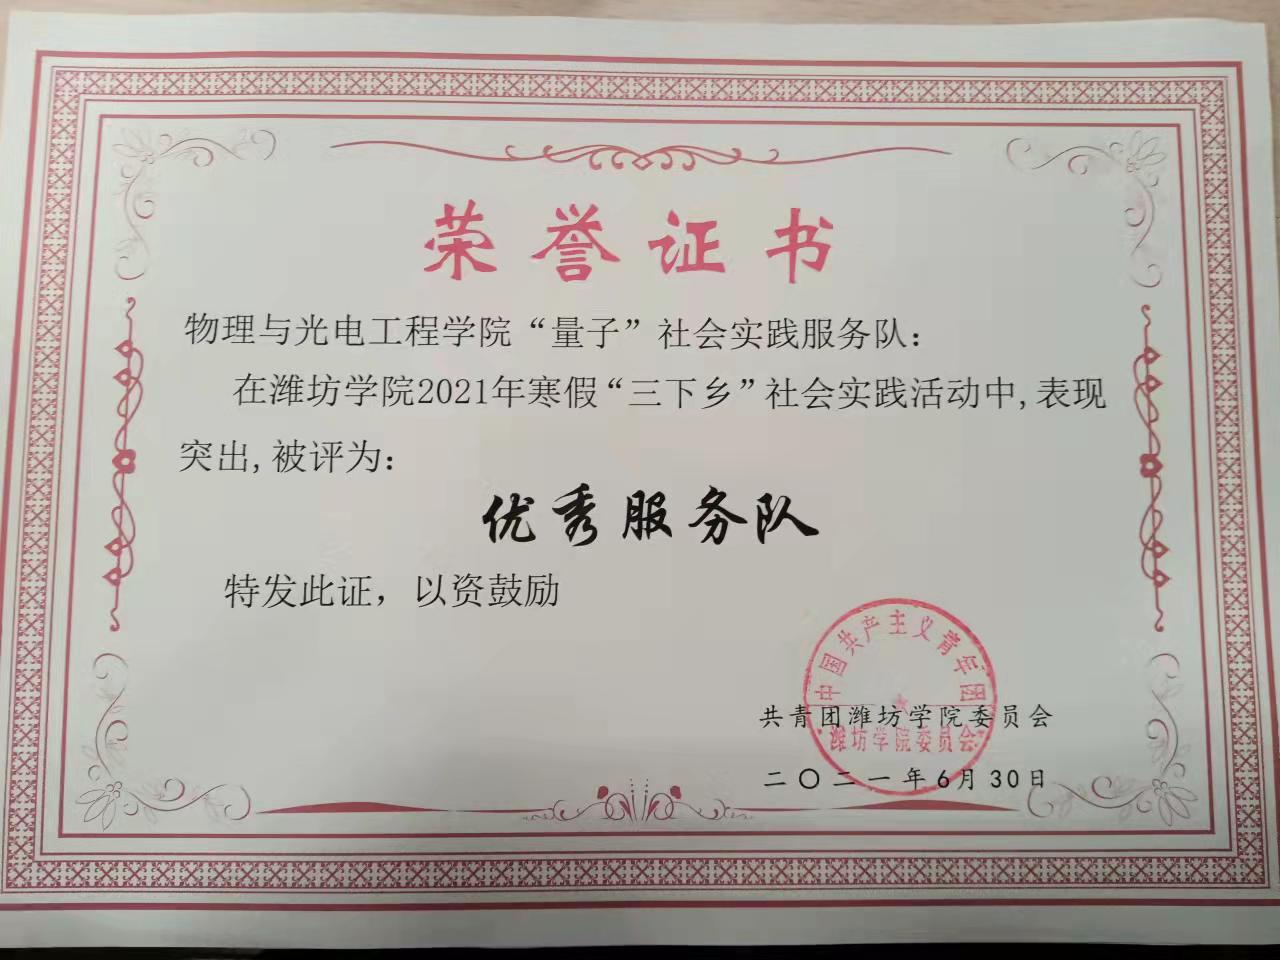 荣誉证书
物理与光电工程学院“量子”社会实践服务队：
在潍坊学院2021年寒假“三下乡”社会实践活动中,表现
突出,被评为：
优秀服务队
特发此证，以资鼓励
中国共产主义青年团
共青团潍坊学院委员会
潍坊学院委员会
二〇二一年6月30日